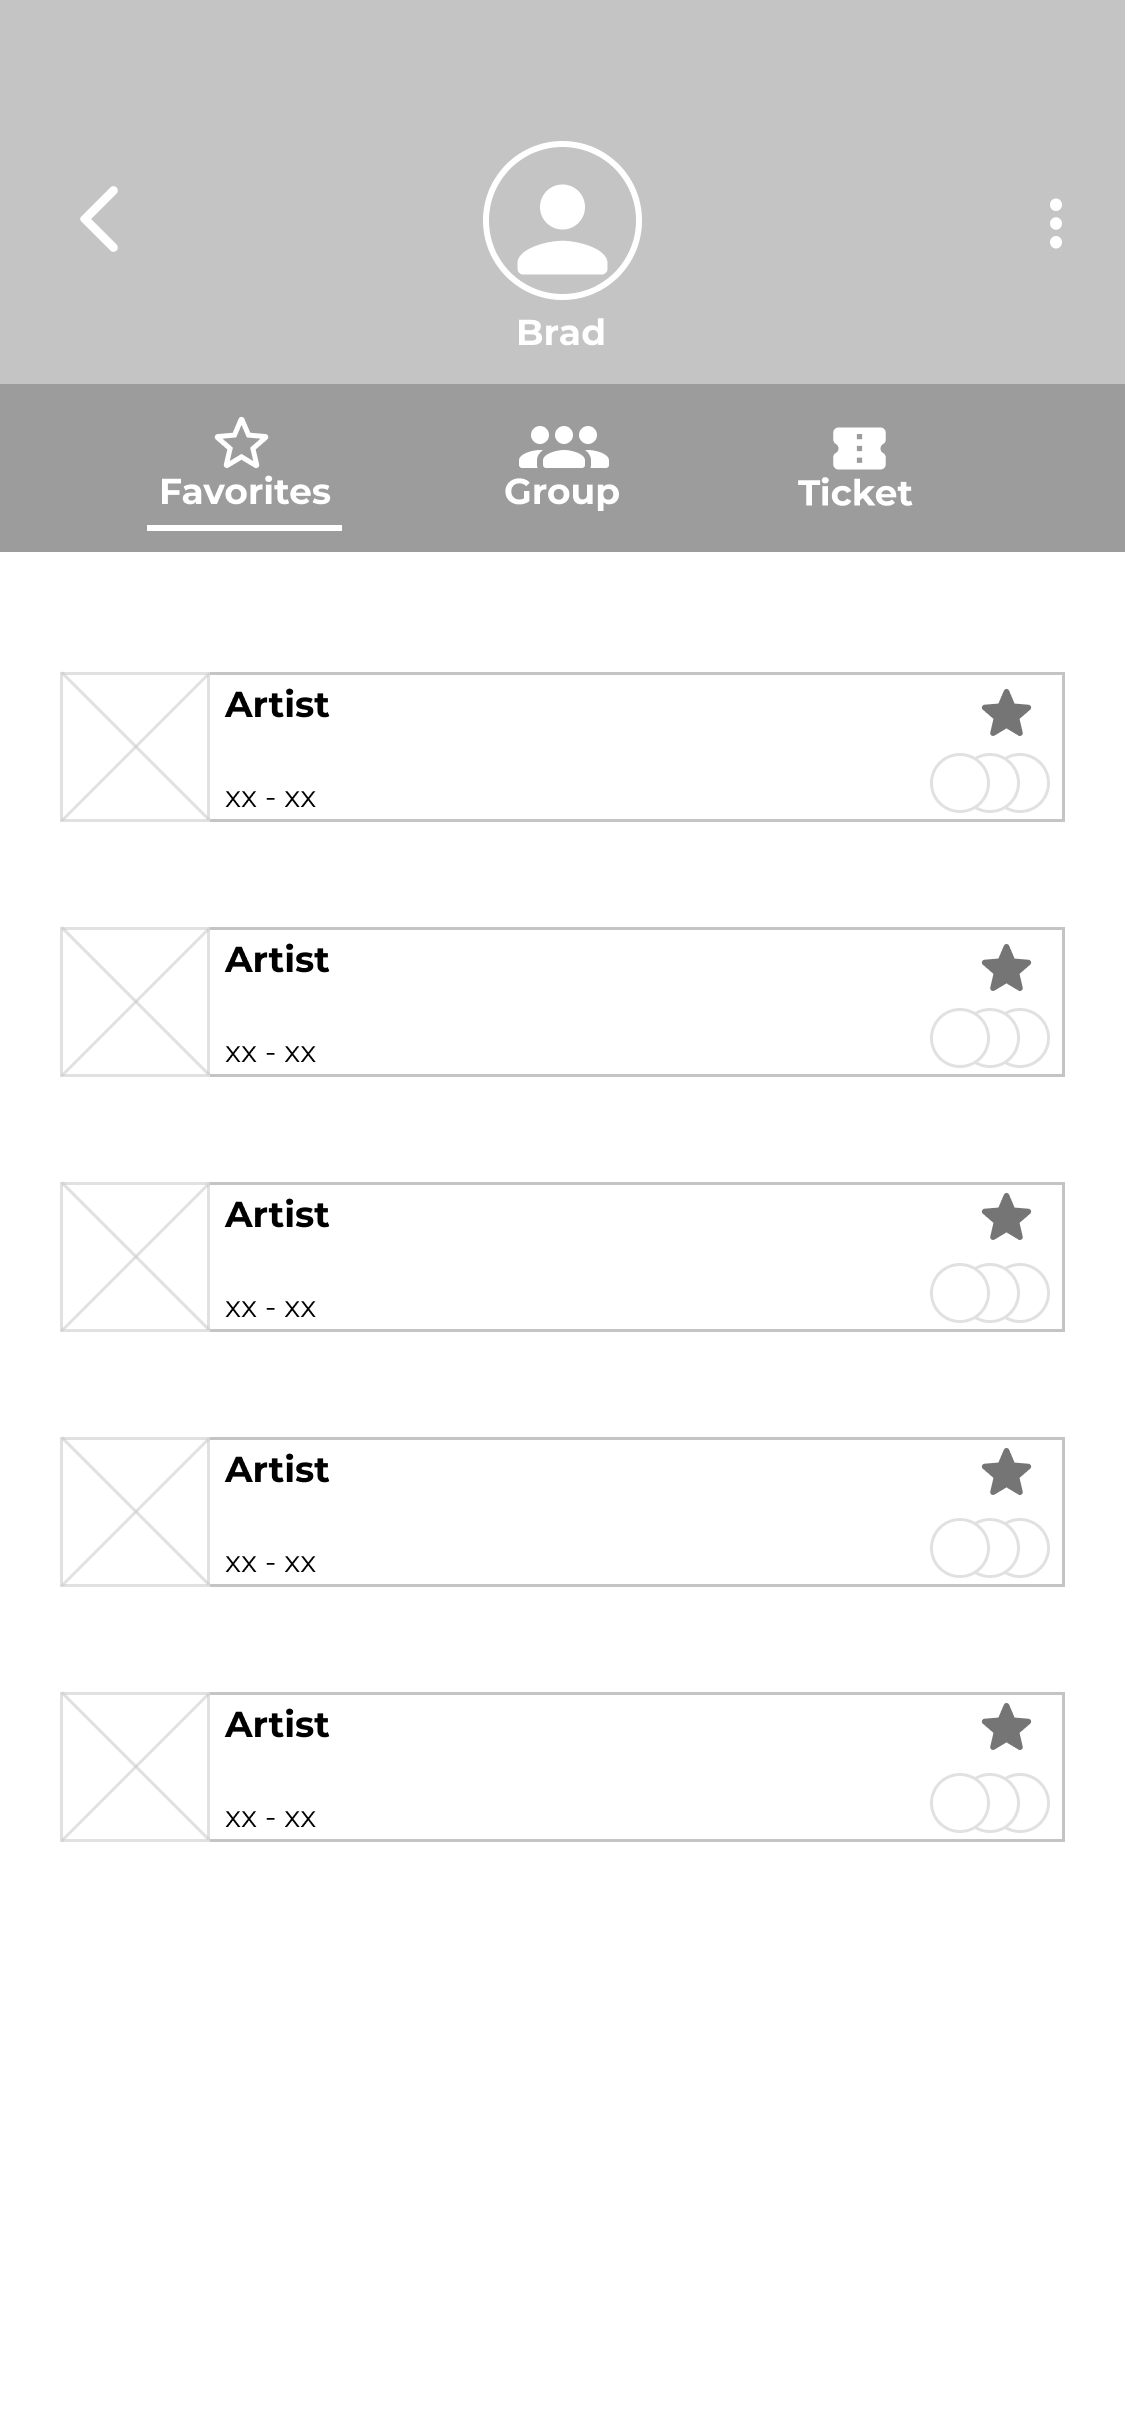 Brad
Favorites
Group
Ticket
Artist
xx - xx
Artist
xx - xx
Artist
xx - xx
Artist
xx - xx
Artist
xx - xx